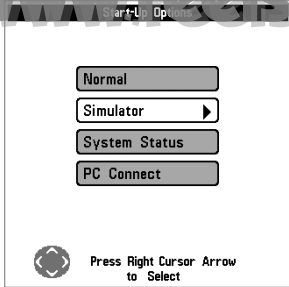 Start-Up Options
Normal
Simulator
System Status
PC Connect
Press Right Cursor Arrow
to Select